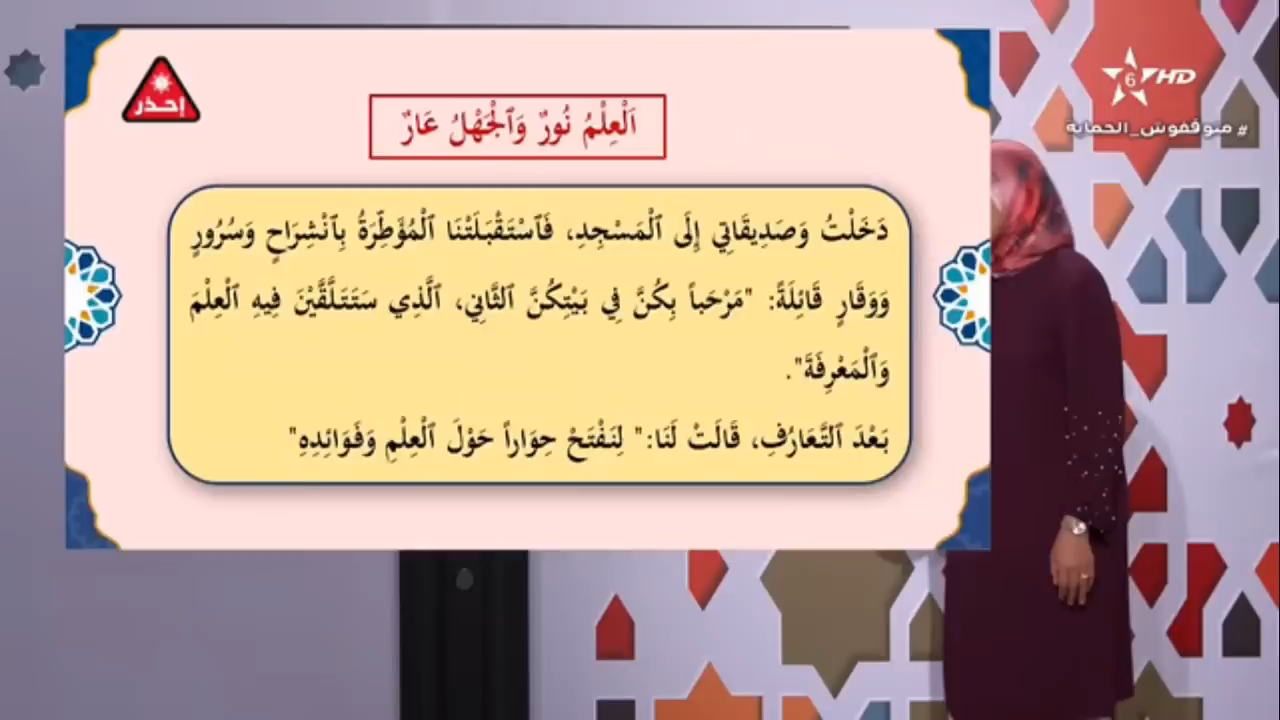 إحذر
6 HD
# متوقفوش_الحماية
اَلْعِلْمُ نُورٌ وَٱلْجَهْلُ عَارٌ
دَخَلْتُ وَصَدِيقَاتِي إِلَى ٱلْمَسْجِدِ، فَٱسْتَقْبَلَتْنَا ٱلْمُؤَطِّرَةُ بِٱنْشِرَاحٍ وَسُرُورٍ
وَوَقَارٍ قَائِلَةً: "مَرْحَباً بِكُنَّ فِي بَيْتِكُنَّ ٱلثَّانِي، ٱلَّذِي سَتَتَلَقَّيْنَ فِيهِ ٱلْعِلْمَ
وَٱلْمَعْرِفَةَ".
بَعْدَ ٱلتَّعَارُفِ، قَالَتْ لَنَا:" لِنَفْتَحْ حِوَاراً حَوْلَ ٱلْعِلْمِ وَفَوَائِدِهِ"